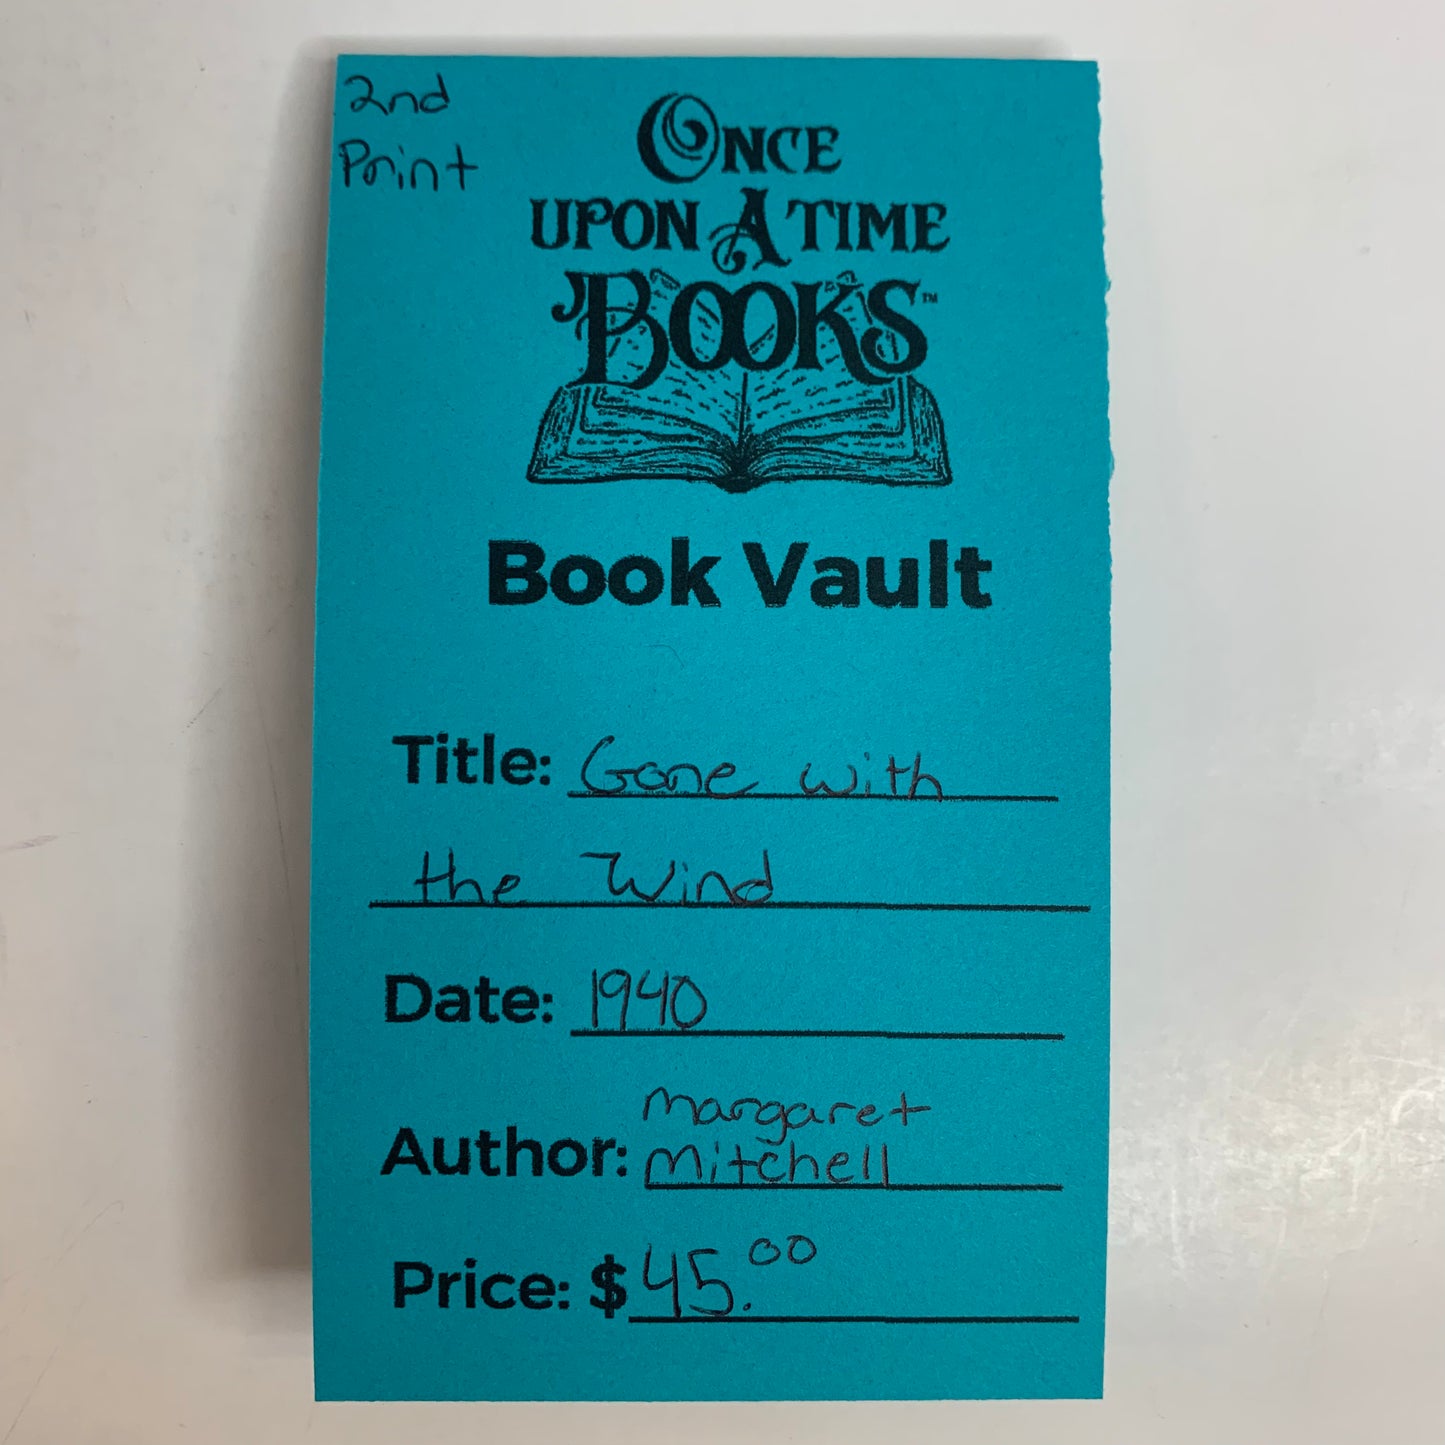 2nd
Print
ONCE
UPON A TIME
BOOKS™
Book Vault
Title: Gone with
the Wind
Date: 1940
Author: Margaret
Mitchell
Price: $45.00